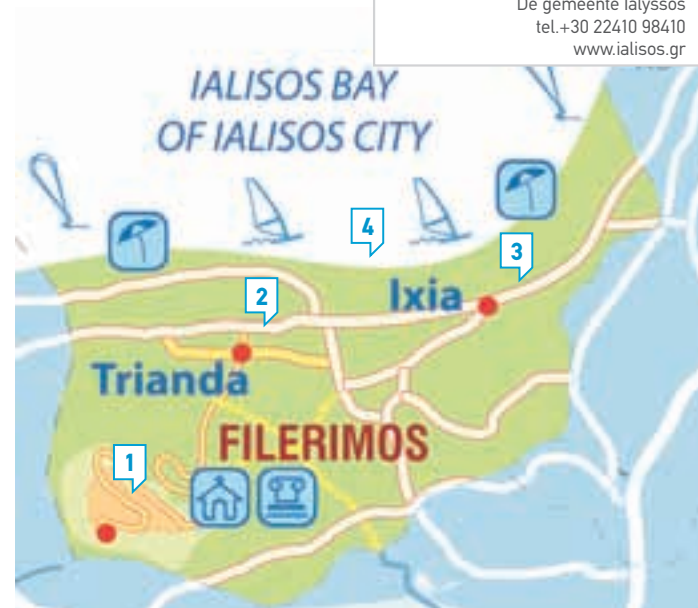 De gemeente Ialyssos
tel.+30 22410 98410
www.ialisos.gr
IALISOS BAY
OF IALISOS CITY
4
3
2
Ixia
Trianda
FILERIMOS
1